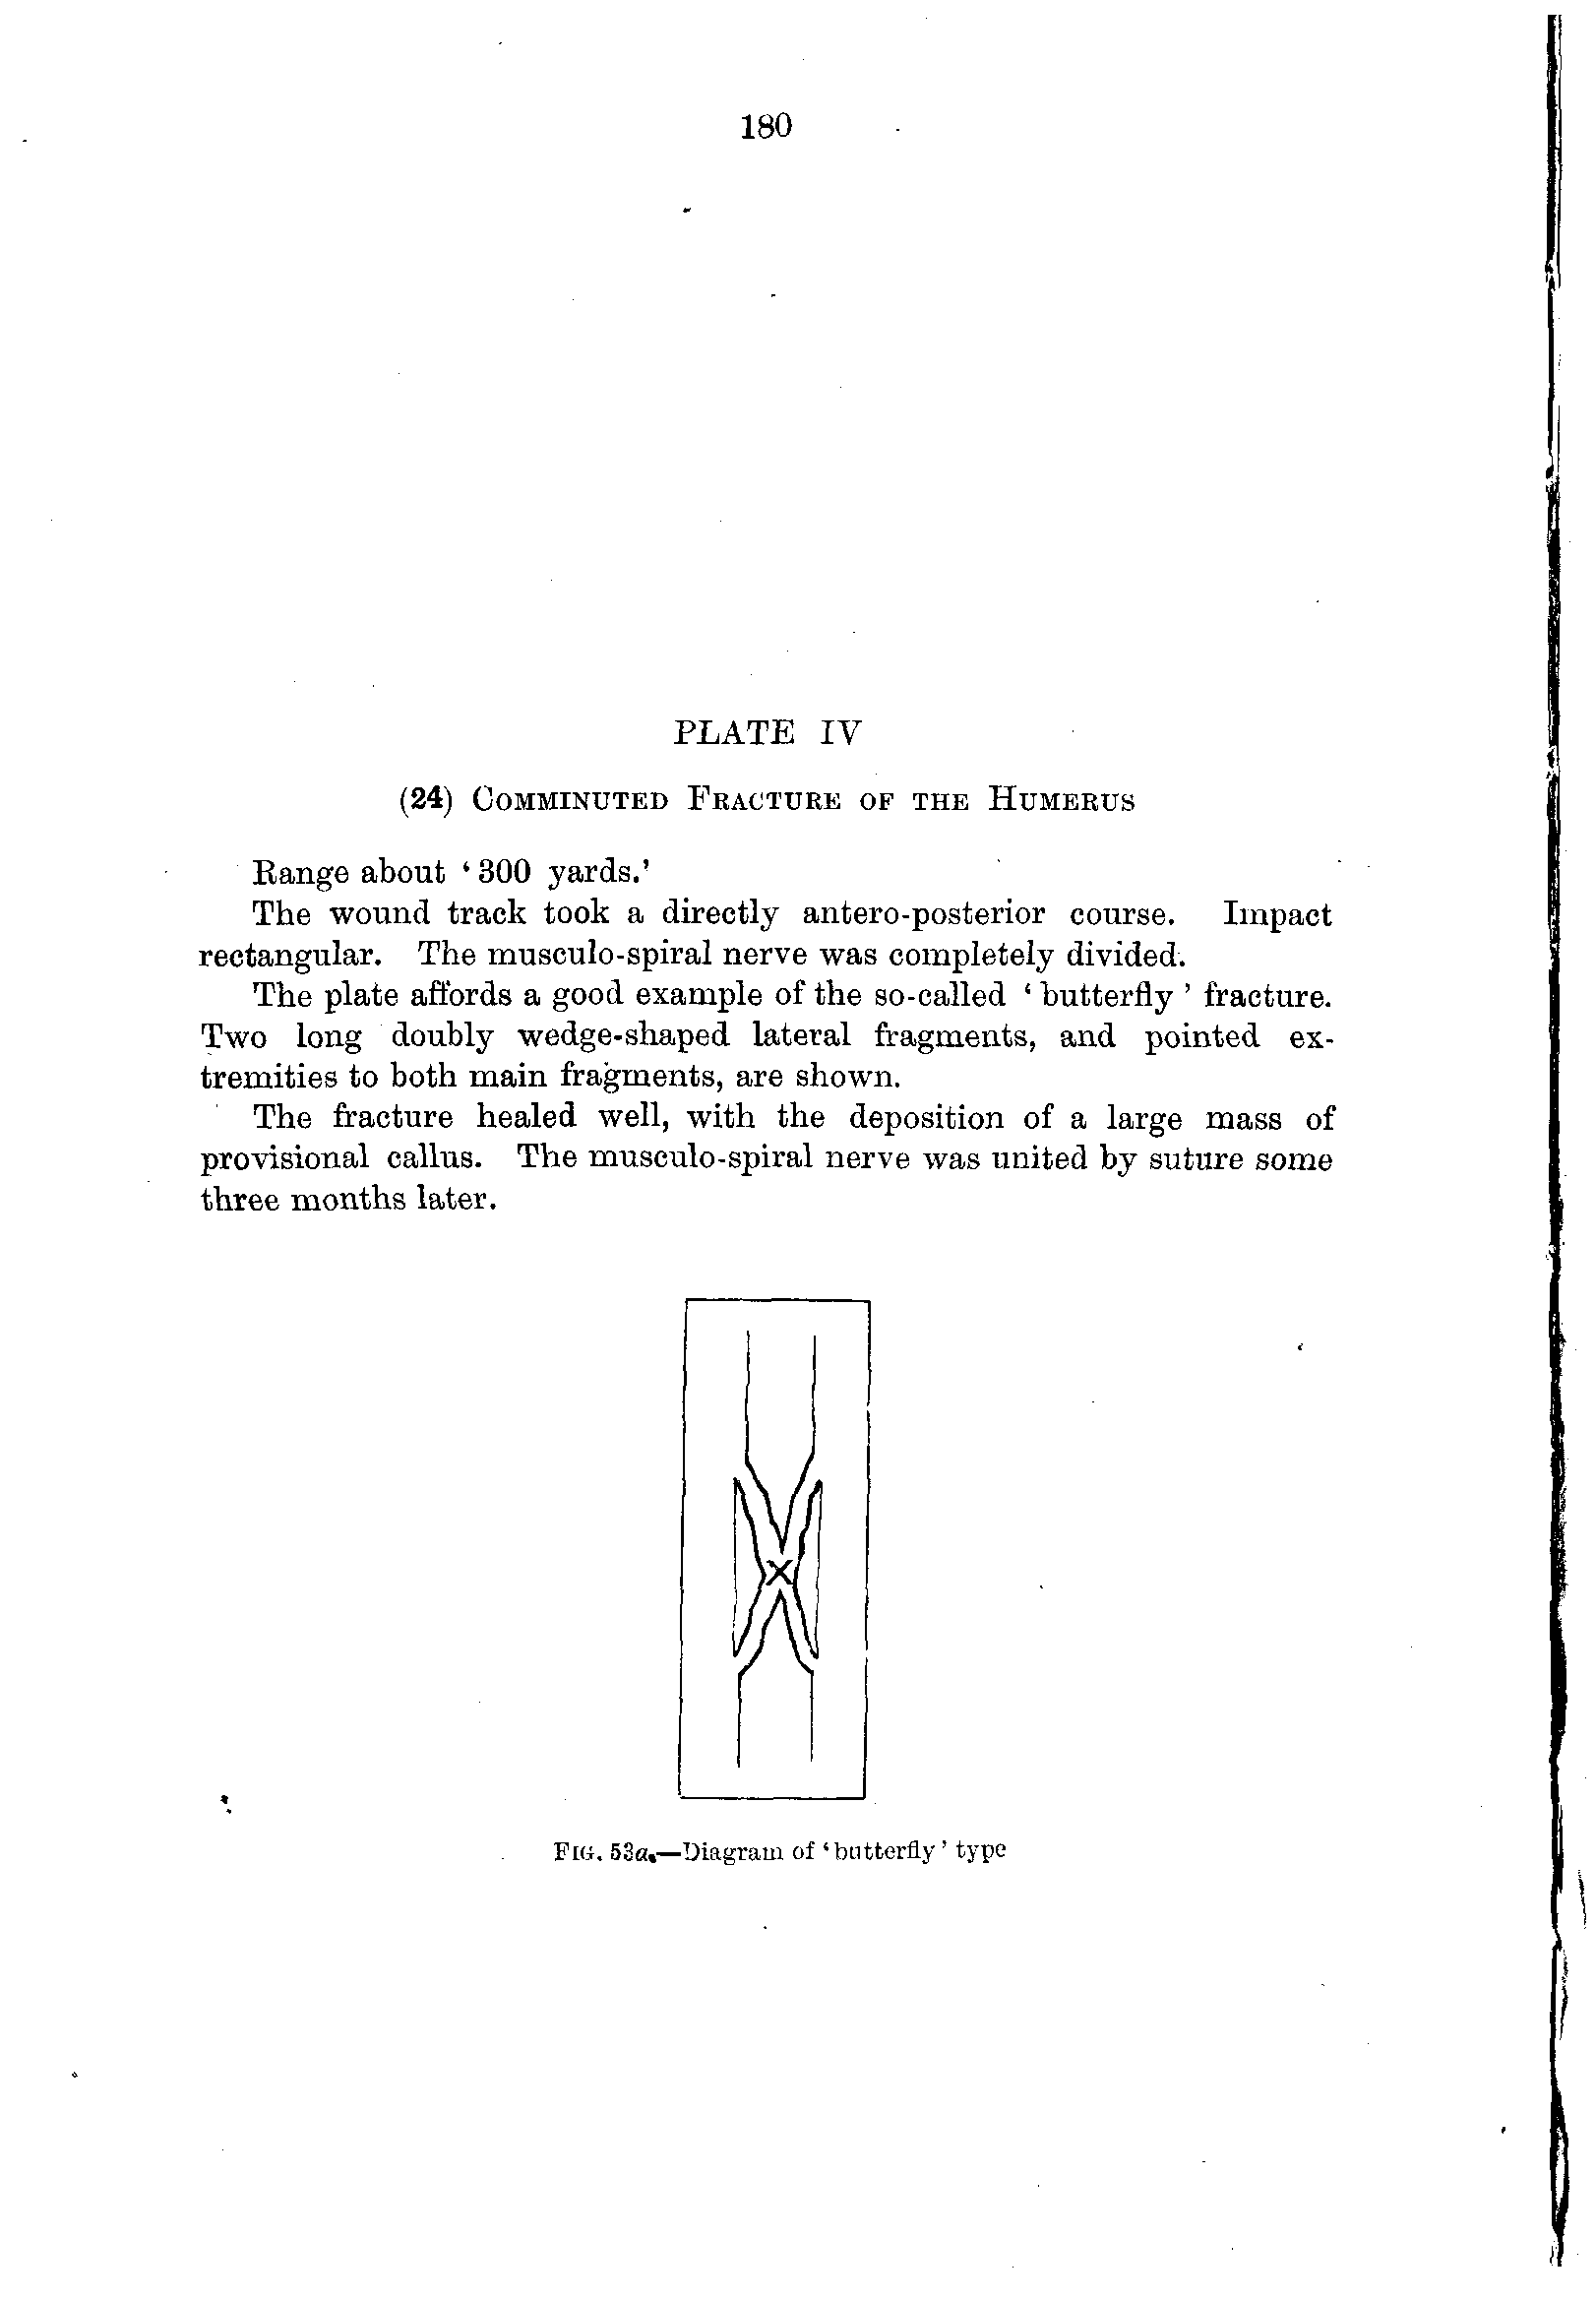 180
PLATE IV
(24) COMMINUTED FRACTURE OF THE HUMERUS
Range about ‘300 yards.’
The wound track took a directly antero-posterior course. Impact
rectangular. The musculo-spiral nerve was completely divided.
The plate affords a good example of the so-called ‘butterfly’ fracture.
Two long doubly wedge-shaped lateral fragments, and pointed ex-
tremities to both main fragments, are shown.
The fracture healed well, with the deposition of a large mass of
provisional callus. The musculo-spiral nerve was united by suture some
three months later.
FIG. 53a.—Diagram of ‘butterfly’ type